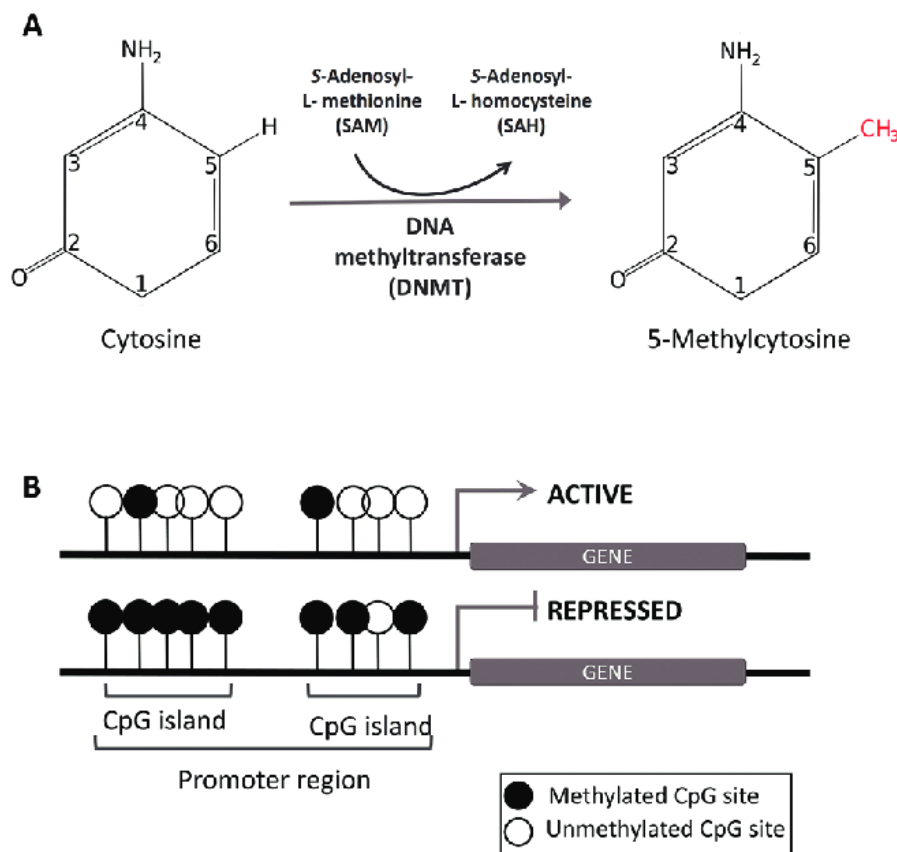 A
NH₂
4
H
3
5
2
6
O
1
Cytosine
S-Adenosyl-
L- methionine
(SAM)
S-Adenosyl-
L- homocysteine
(SAH)
DNA
methyltransferase
(DNMT)
NH₂
4
CH₃
3
5
2
6
O
1
5-Methylcytosine
B
ACTIVE
GENE
REPRESSED
GENE
CpG island
CpG island
Promoter region
Methylated CpG site
Unmethylated CpG site